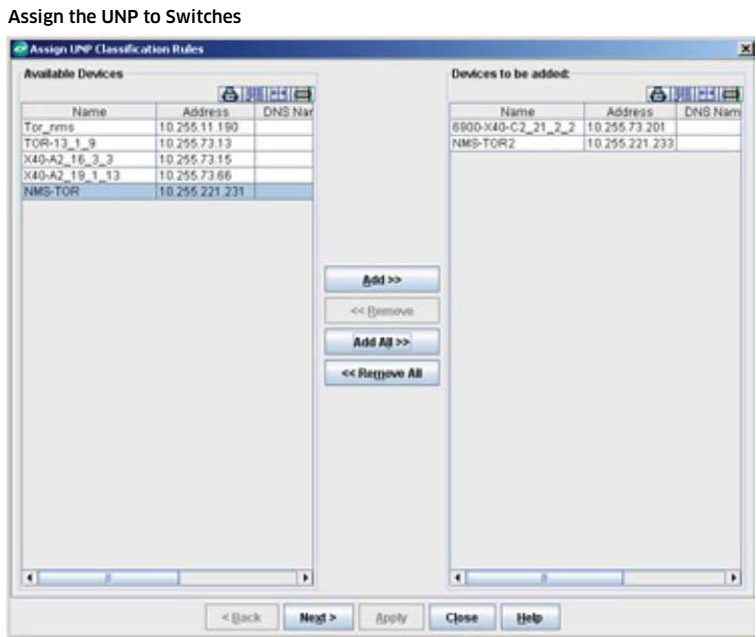 Assign the UNP to Switches
Assign UNP Classification Rules
Available Devices
Name Address DNS Nar
Tor_nms 10.255.11.190
TOR-13_1_9 10.255.73.13
X40-A2_16_3_3 10.255.73.15
X40-A2_19_1_13 10.255.73.66
NMS-TOR 10.255.221.231
Add >>
<< Remove
Add All >>
<< Remove All
Devices to be added:
Name Address DNS Nam
6900-X40-C2_21_2_2 10.255.73.201
NMS-TOR2 10.255.221.233
< Back Next > Apply Close Help